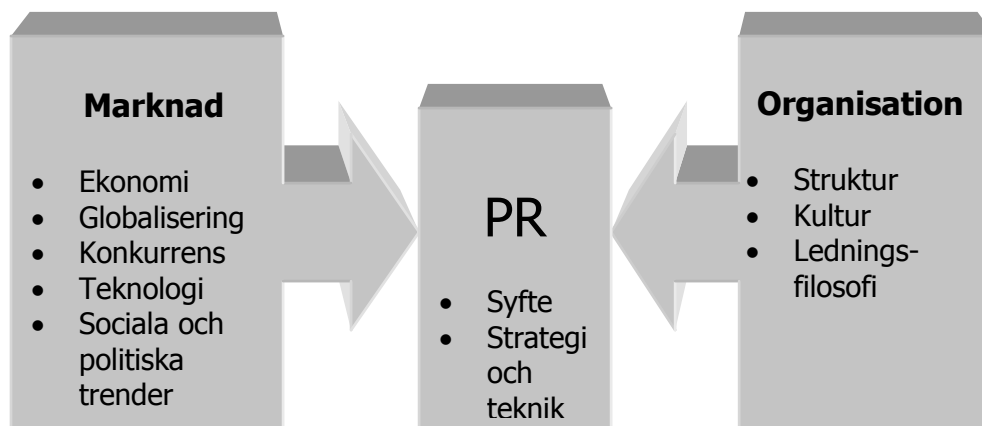 Marknad
• Ekonomi
• Globalisering
• Konkurrens
• Teknologi
• Sociala och
politiska
trender
PR
• Syfte
• Strategi
och
teknik
Organisation
• Struktur
• Kultur
• Lednings-
filosofi